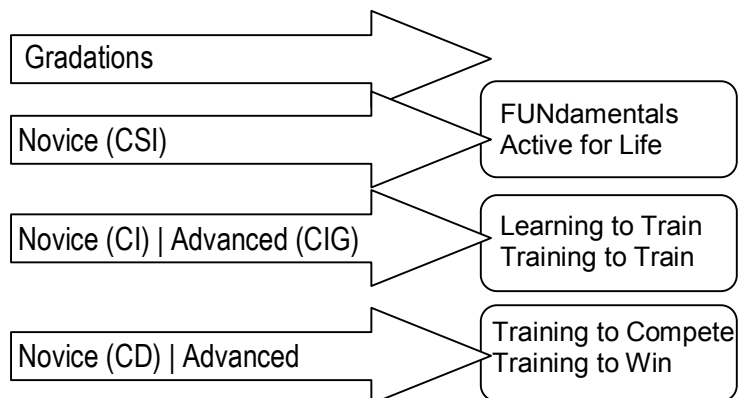 Gradations
FUNdamentals
Active for Life
Novice (CSI)
Learning to Train
Training to Train
Novice (CI) | Advanced (CIG)
Training to Compete
Training to Win
Novice (CD) | Advanced